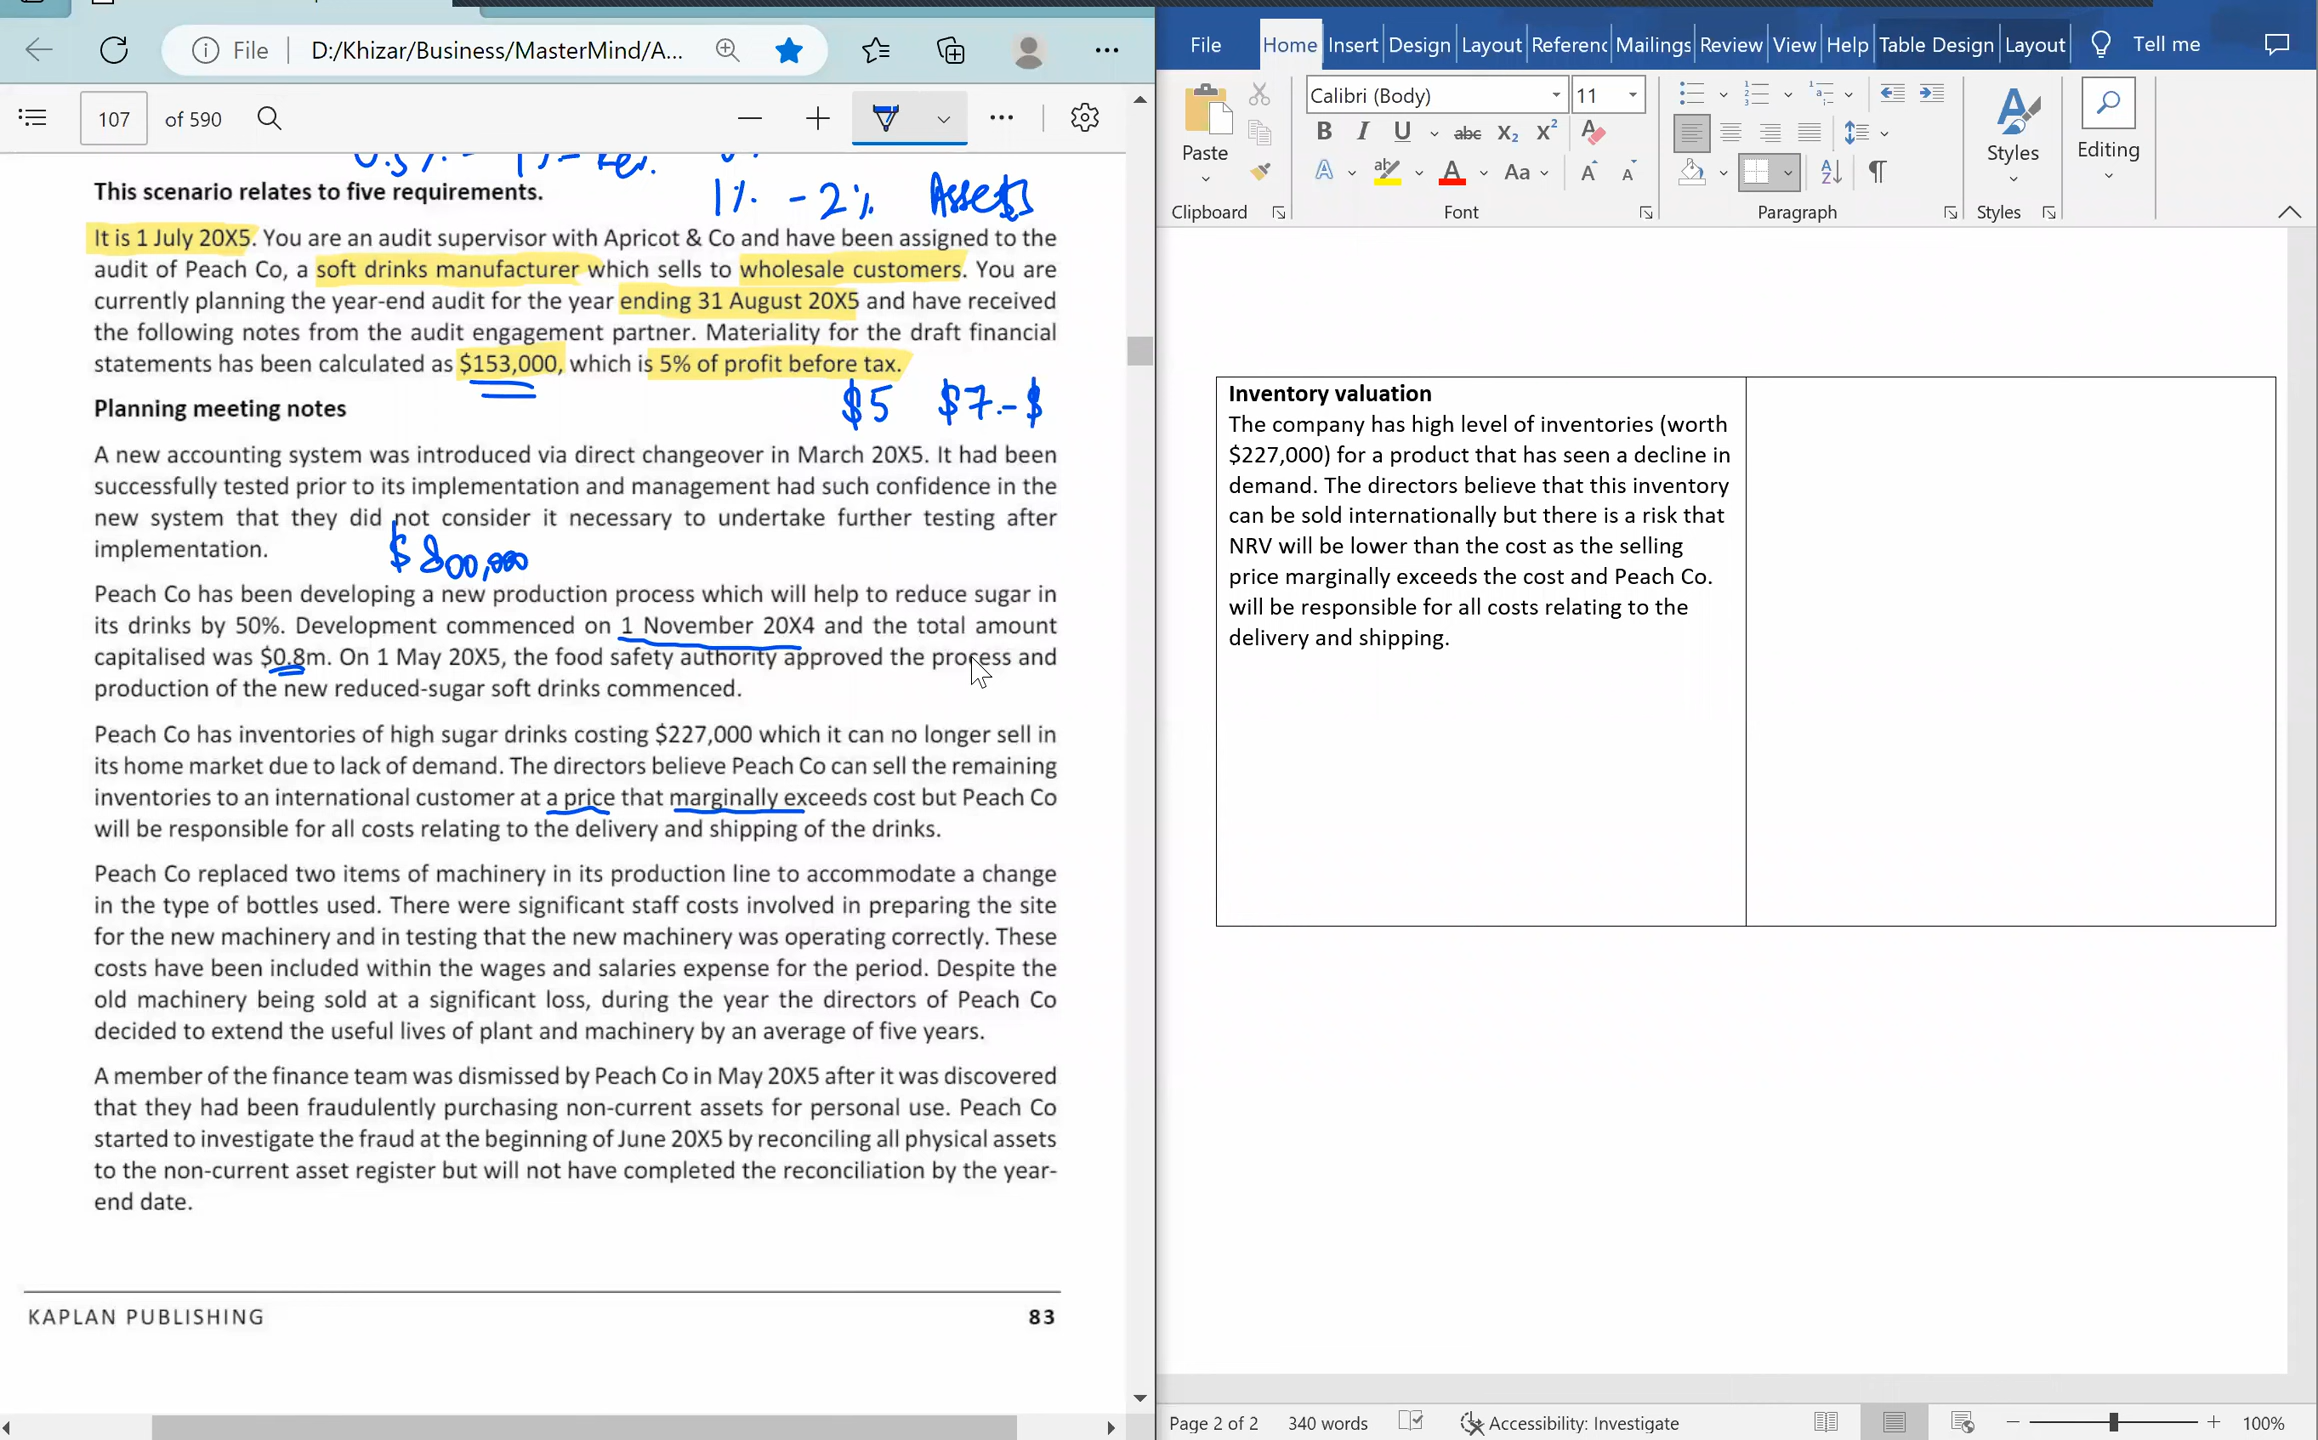 File | D:/Khizar/Business/MasterMind/A...
107 of 590
This scenario relates to five requirements.
1% - 2% Assets
It is 1 July 20X5. You are an audit supervisor with Apricot & Co and have been assigned to the
audit of Peach Co, a soft drinks manufacturer which sells to wholesale customers. You are
currently planning the year-end audit for the year ending 31 August 20X5 and have received
the following notes from the audit engagement partner. Materiality for the draft financial
statements has been calculated as $153,000, which is 5% of profit before tax.
$5 $7.- $
Planning meeting notes
A new accounting system was introduced via direct changeover in March 20X5. It had been
successfully tested prior to its implementation and management had such confidence in the
new system that they did not consider it necessary to undertake further testing after
implementation.
$800,000
Peach Co has been developing a new production process which will help to reduce sugar in
its drinks by 50%. Development commenced on 1 November 20X4 and the total amount
capitalised was $0.8m. On 1 May 20X5, the food safety authority approved the process and
production of the new reduced-sugar soft drinks commenced.
Peach Co has inventories of high sugar drinks costing $227,000 which it can no longer sell in
its home market due to lack of demand. The directors believe Peach Co can sell the remaining
inventories to an international customer at a price that marginally exceeds cost but Peach Co
will be responsible for all costs relating to the delivery and shipping of the drinks.
Peach Co replaced two items of machinery in its production line to accommodate a change
in the type of bottles used. There were significant staff costs involved in preparing the site
for the new machinery and in testing that the new machinery was operating correctly. These
costs have been included within the wages and salaries expense for the period. Despite the
old machinery being sold at a significant loss, during the year the directors of Peach Co
decided to extend the useful lives of plant and machinery by an average of five years.
A member of the finance team was dismissed by Peach Co in May 20X5 after it was discovered
that they had been fraudulently purchasing non-current assets for personal use. Peach Co
started to investigate the fraud at the beginning of June 20X5 by reconciling all physical assets
to the non-current asset register but will not have completed the reconciliation by the year-
end date.
KAPLAN PUBLISHING 83
File Home Insert Design Layout Referenc Mailings Review View Help Table Design Layout Tell me
Calibri (Body) 11
B I U abc X₂ X²
Paste A ab A Aa A A Styles Editing
Clipboard Font Paragraph Styles
Inventory valuation
The company has high level of inventories (worth
$227,000) for a product that has seen a decline in
demand. The directors believe that this inventory
can be sold internationally but there is a risk that
NRV will be lower than the cost as the selling
price marginally exceeds the cost and Peach Co.
will be responsible for all costs relating to the
delivery and shipping.
Page 2 of 2 340 words Accessibility: Investigate 100%